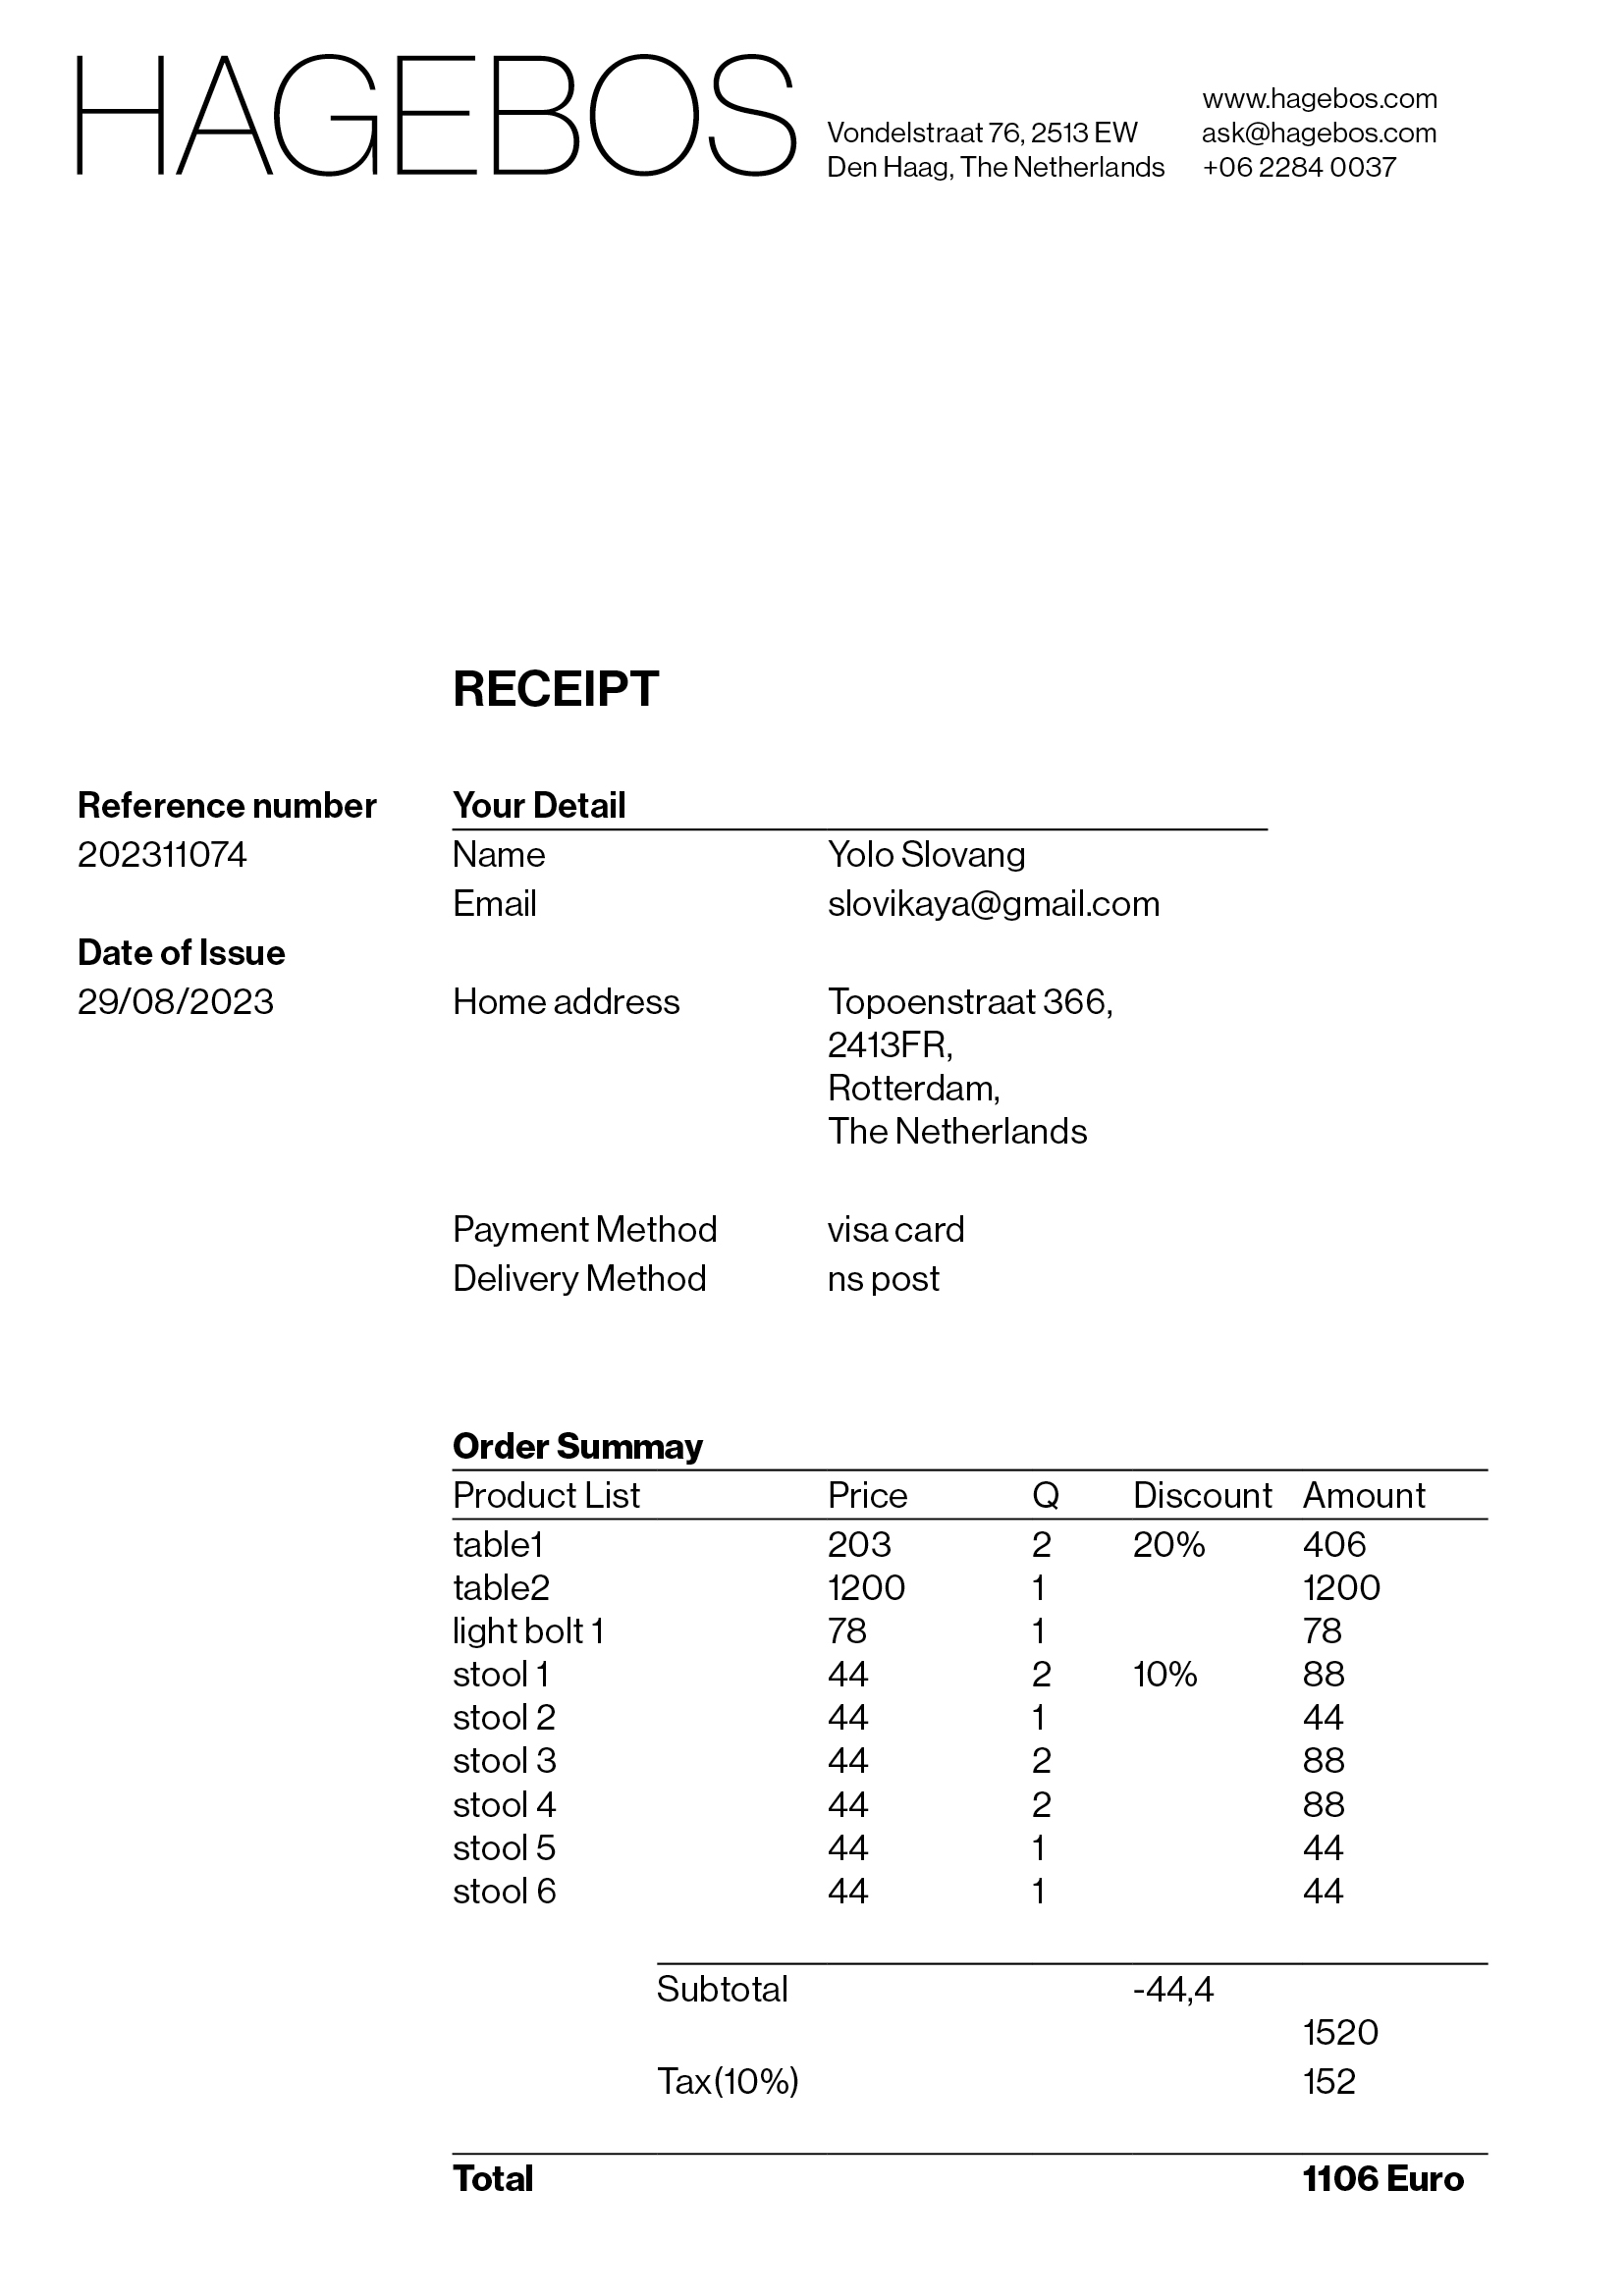 HAGEBOS
Vondelstraat 76, 2513 EW
Den Haag, The Netherlands
www.hagebos.com
ask@hagebos.com
+06 2284 0037
RECEIPT
Reference number
202311074
Date of Issue
29/08/2023
Your Detail
Name Yolo Slovang
Email slovikaya@gmail.com
Home address Topoenstraat 366,
2413FR,
Rotterdam,
The Netherlands
Payment Method visa card
Delivery Method ns post
Order Summay
Product List Price Q Discount Amount
table1 203 2 20% 406
table2 1200 1 1200
light bolt 1 78 1 78
stool 1 44 2 10% 88
stool 2 44 1 44
stool 3 44 2 88
stool 4 44 2 88
stool 5 44 1 44
stool 6 44 1 44
Subtotal -44,4
1520
Tax(10%) 152
Total 1106 Euro